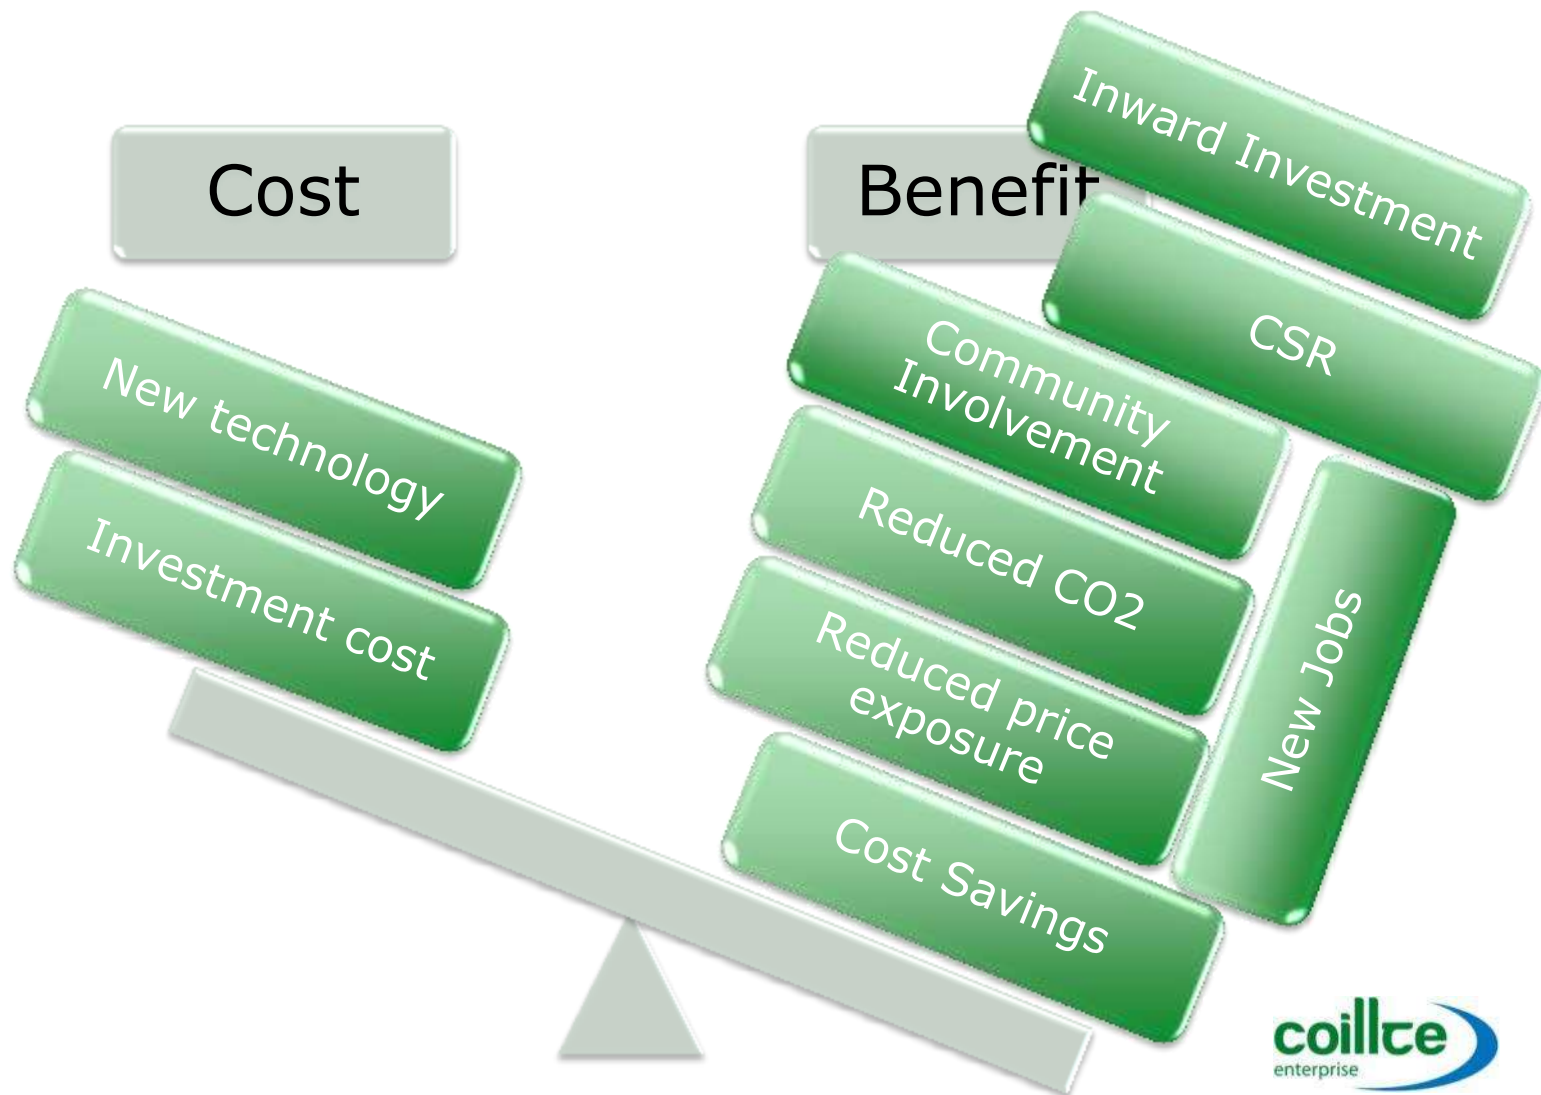 Cost
New technology
Investment cost
Benefit
Inward Investment
CSR
Community
Involvement
Reduced CO2
Reduced price
exposure
Cost Savings
New Jobs
coillte
enterprise